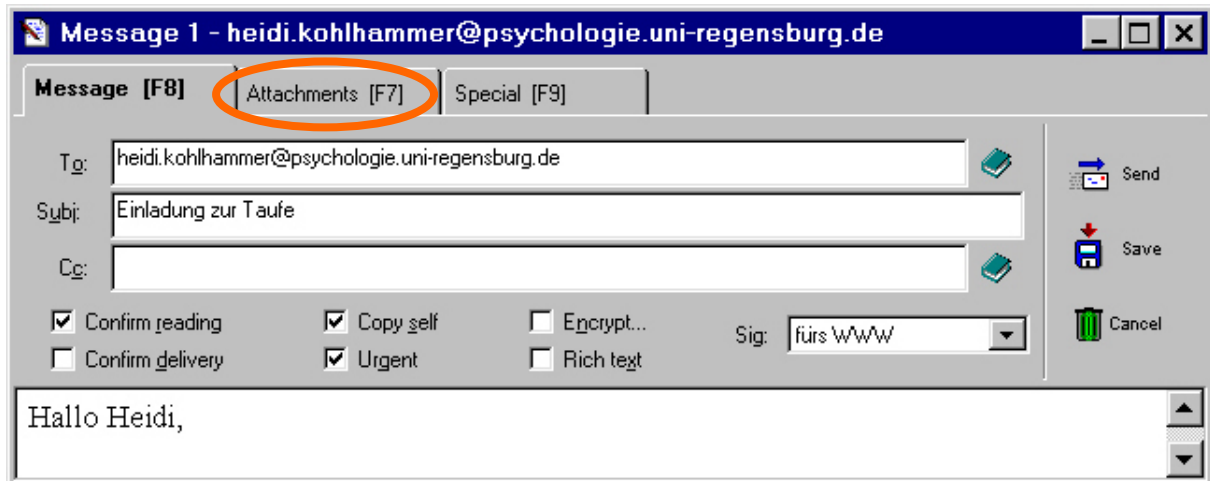 Message 1 - heidi.kohlhammer@psychologie.uni-regensburg.de
Message [F8] Attachments [F7] Special [F9]
To: heidi.kohlhammer@psychologie.uni-regensburg.de Send
Subj: Einladung zur Taufe
Save
Cc:
Confirm reading Copy self Encrypt... Sig: fürs WWW Cancel
Confirm delivery Urgent Rich text
Hallo Heidi,